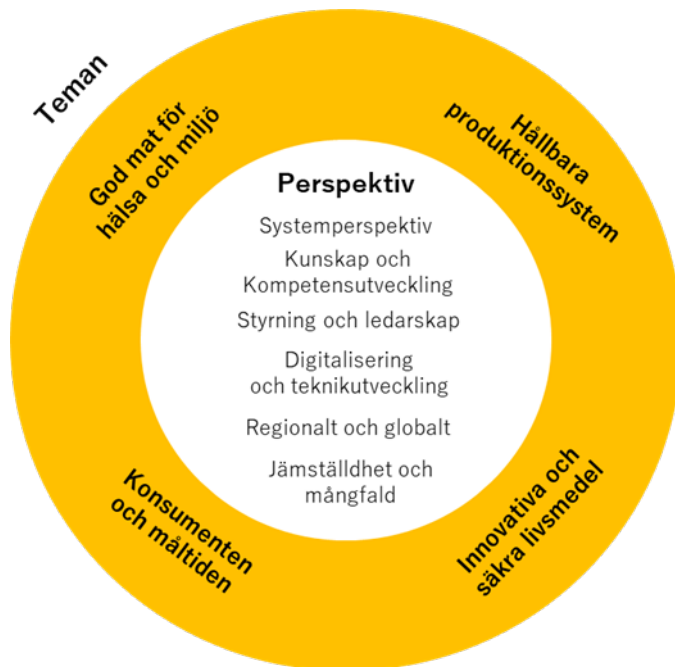 Teman
God mat för
hälsa och miljö
Hållbara
produktionssystem
Perspektiv
Systemperspektiv
Kunskap och
Kompetensutveckling
Styrning och ledarskap
Digitalisering
och teknikutveckling
Regionalt och globalt
Jämställdhet och
mångfald
Konsumenten
och måltiden
Innovativa och
säkra livsmedel